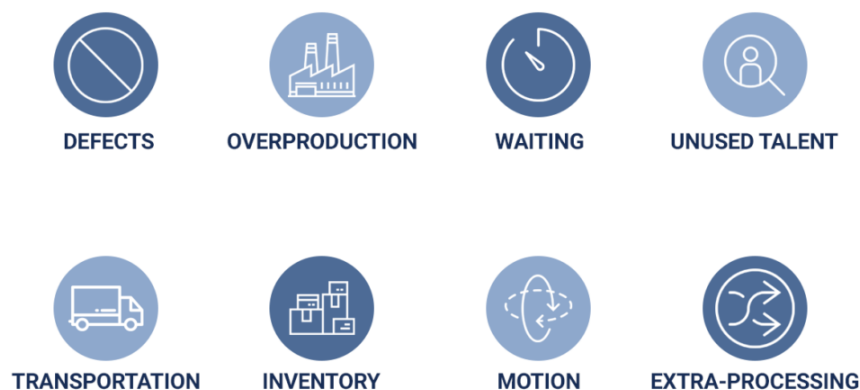 DEFECTS
OVERPRODUCTION
WAITING
UNUSED TALENT
TRANSPORTATION
INVENTORY
MOTION
EXTRA-PROCESSING